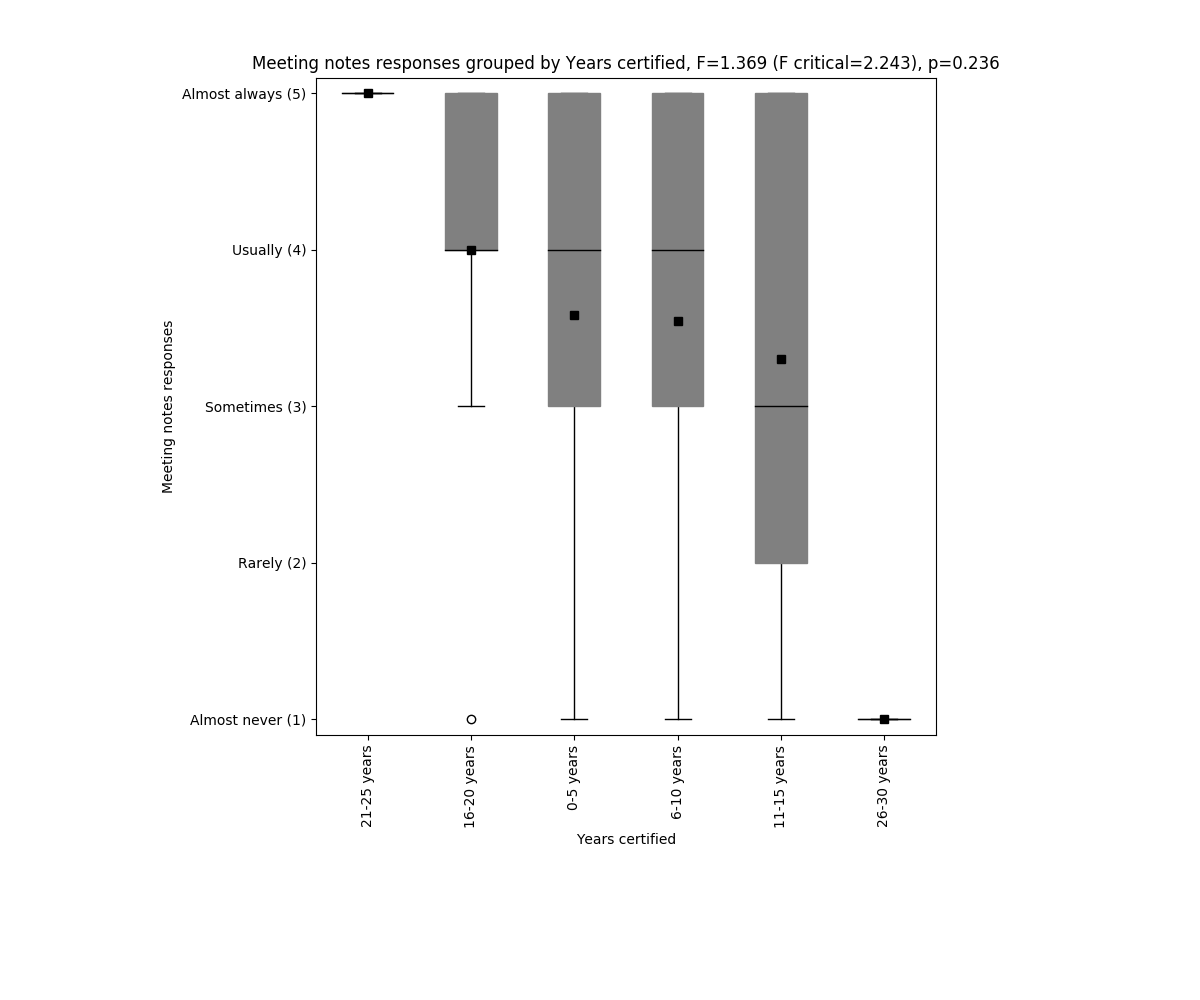 Meeting notes responses grouped by Years certified, F=1.369 (F critical=2.243), p=0.236
Almost always (5)
Usually (4)
Sometimes (3)
Rarely (2)
Almost never (1)
Meeting notes responses
21-25 years
16-20 years
0-5 years
6-10 years
11-15 years
26-30 years
Years certified